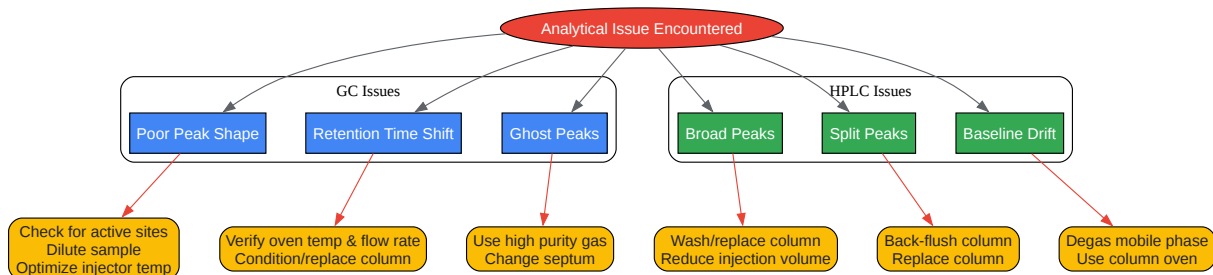 Analytical Issue Encountered
GC Issues
HPLC Issues
Poor Peak Shape
Retention Time Shift
Ghost Peaks
Broad Peaks
Split Peaks
Baseline Drift
Check for active sites
Dilute sample
Optimize injector temp
Verify oven temp & flow rate
Condition/replace column
Use high purity gas
Change septum
Wash/replace column
Reduce injection volume
Back-flush column
Replace column
Degas mobile phase
Use column oven